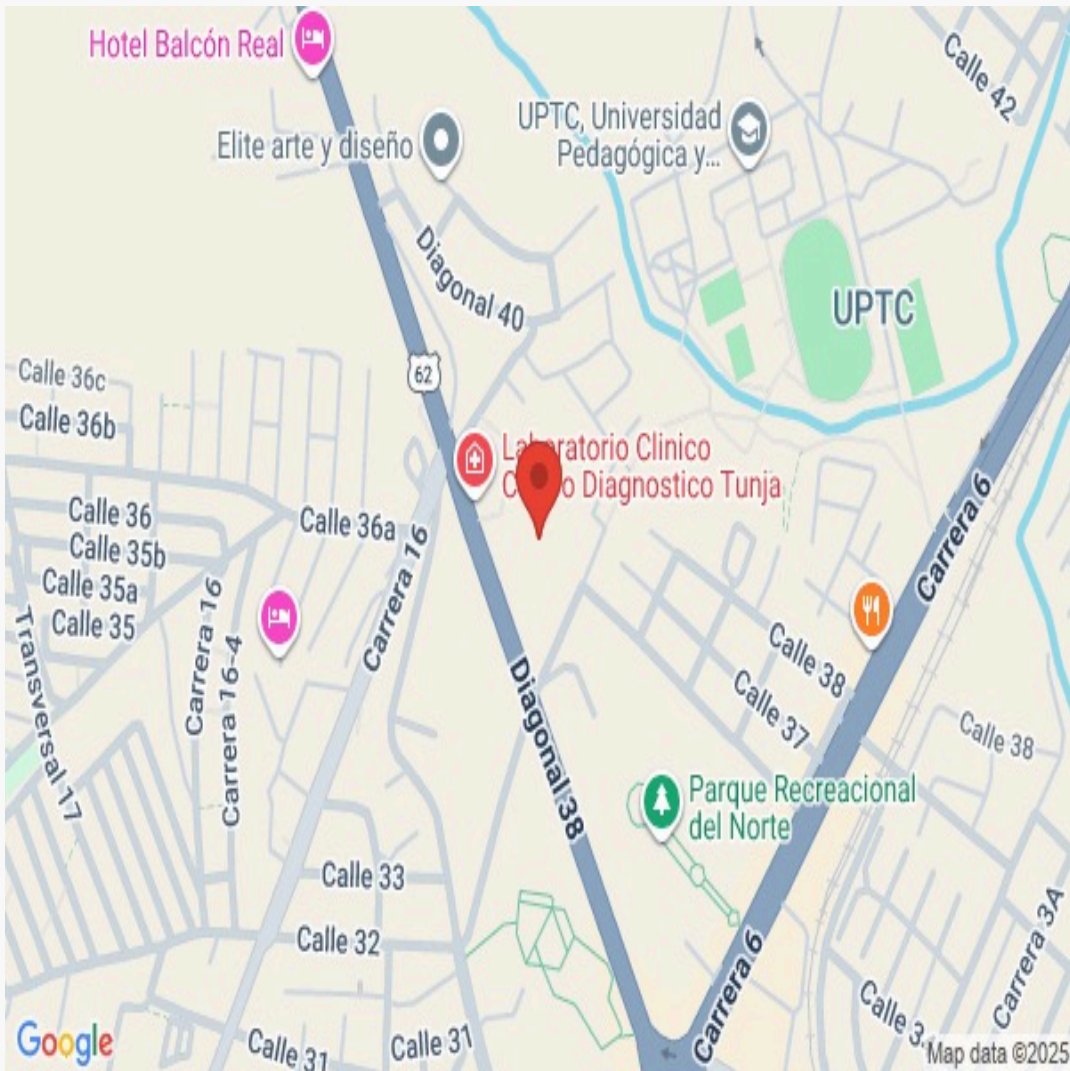 Hotel Balcón Real
Elite arte y diseño
UPTC, Universidad
Pedagógica y...
Calle 42
Diagonal 40
UPTC
62
Calle 36c
Calle 36b
Laboratorio Clinico
Diagnostico Tunja
Calle 36
Calle 36a
Calle 35b
Calle 35a
Calle 35
Carrera 16
Carrera 16
Carrera 16-4
Transversal 17
Carrera 6
Calle 38
Calle 37
Calle 38
Diagonal 38
Parque Recreacional
del Norte
Calle 33
Calle 32
Calle 31
Calle 31
Carrera 6
Carrera 3A
Google
Map data ©2025